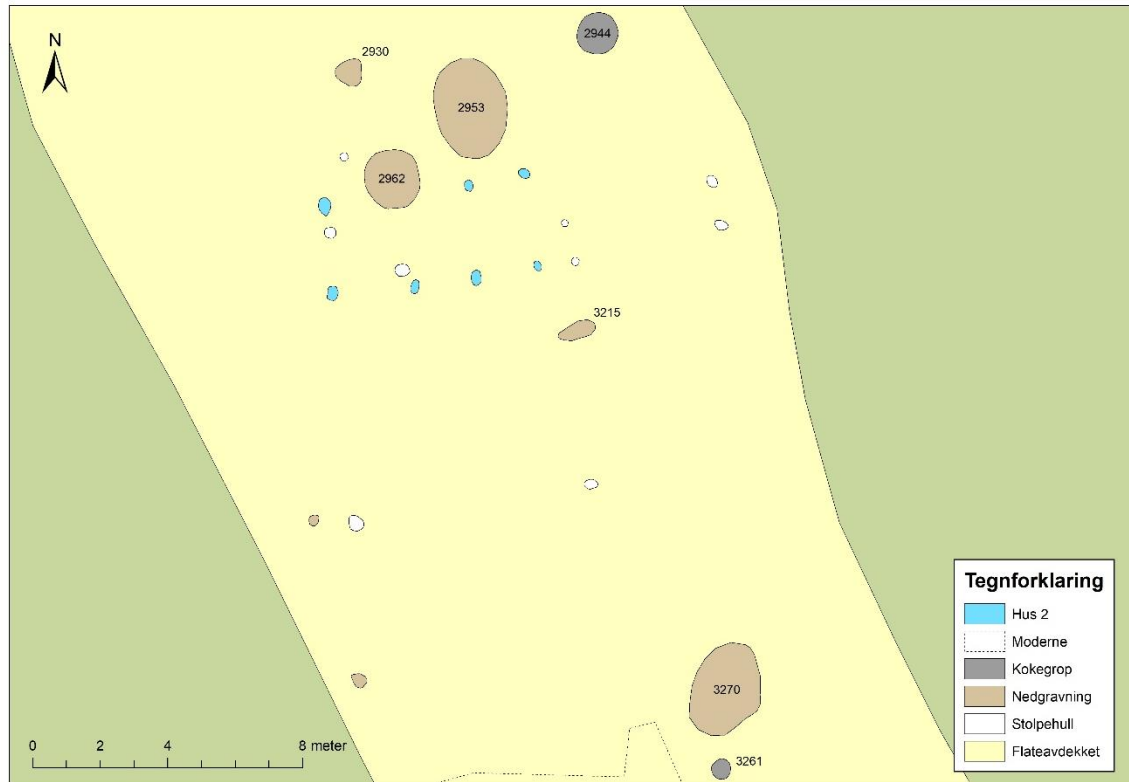 N
2944
2930
2953
2962
3215
3270
3261
0 2 4 8 meter
Tegnforklaring
Hus 2
Moderne
Kokegrop
Nedgravning
Stolpehull
Flateavdekket